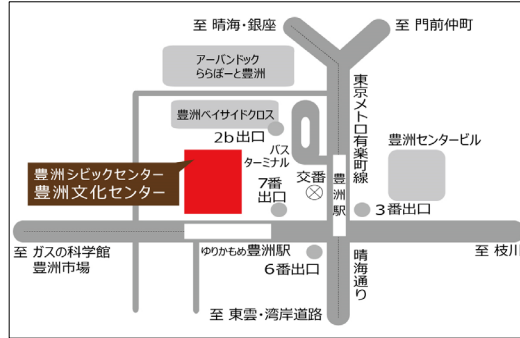 至 晴海・銀座
至 門前仲町
アーバンドック
ららぽーと豊洲
東京メトロ有楽町線
豊洲ベイサイドクロス
2b出口
バス
ターミナル
豊洲センタービル
豊洲シビックセンター
豊洲文化センター
7番
出口
交番
豊洲駅
3番出口
至 ガスの科学館
豊洲市場
ゆりかもめ豊洲駅
6番出口
晴海通り
至 枝川
至 東雲・湾岸道路